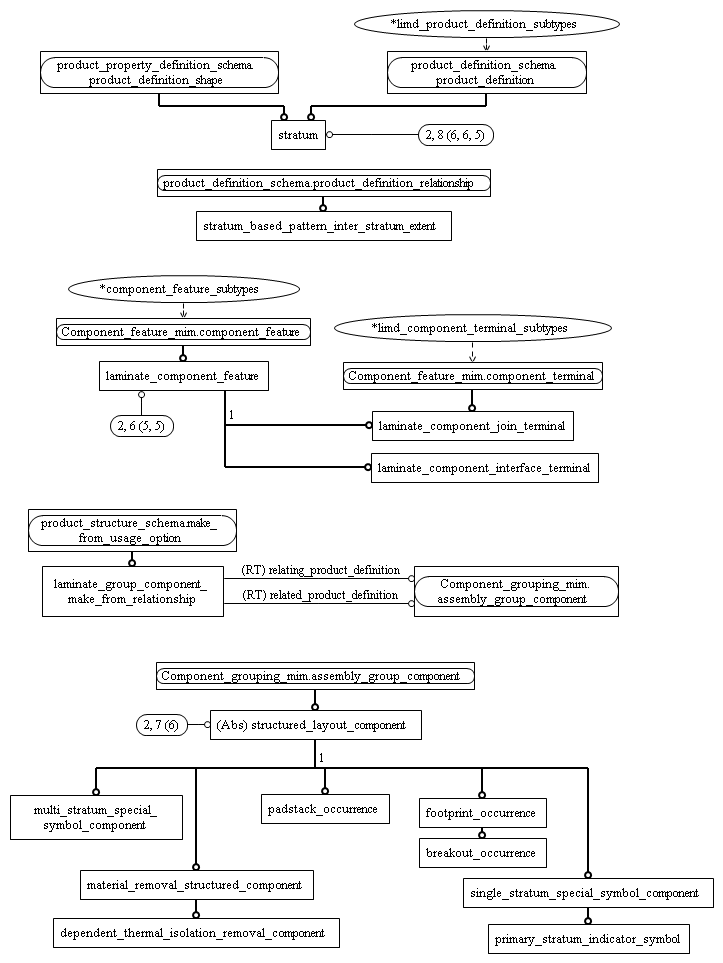 *limd_product_definition_subtypes
product_property_definition_schema.
product_definition_shape
product_definition_schema.
product_definition
stratum
2, 8 (6, 6, 5)
product_definition_schema.product_definition_relationship
stratum_based_pattern_inter_stratum_extent
*component_feature_subtypes
Component_feature_mim.component_feature
*limd_component_terminal_subtypes
laminate_component_feature
Component_feature_mim.component_terminal
2, 6 (5, 5)
1
laminate_component_join_terminal
laminate_component_interface_terminal
product_structure_schema.make_
from_usage_option
laminate_group_component_
make_from_relationship
(RT) relating_product_definition
(RT) related_product_definition
Component_grouping_mim.
assembly_group_component
Component_grouping_mim.assembly_group_component
2, 7 (6)
(Abs) structured_layout_component
1
multi_stratum_special_
symbol_component
padstack_occurrence
footprint_occurrence
breakout_occurrence
material_removal_structured_component
single_stratum_special_symbol_component
dependent_thermal_isolation_removal_component
primary_stratum_indicator_symbol